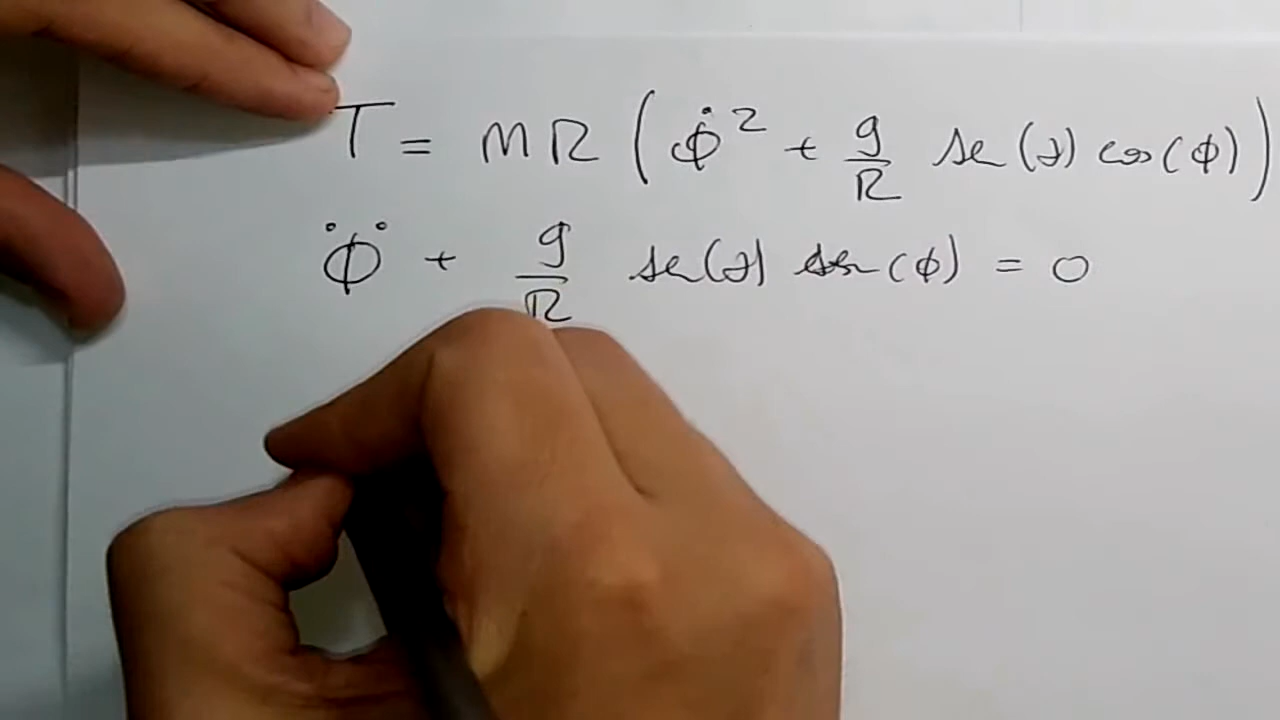 T = MR (φ̇² + g/R sen(γ) cos(φ))
φ̈ + g/R sen(γ) sen(φ) = 0